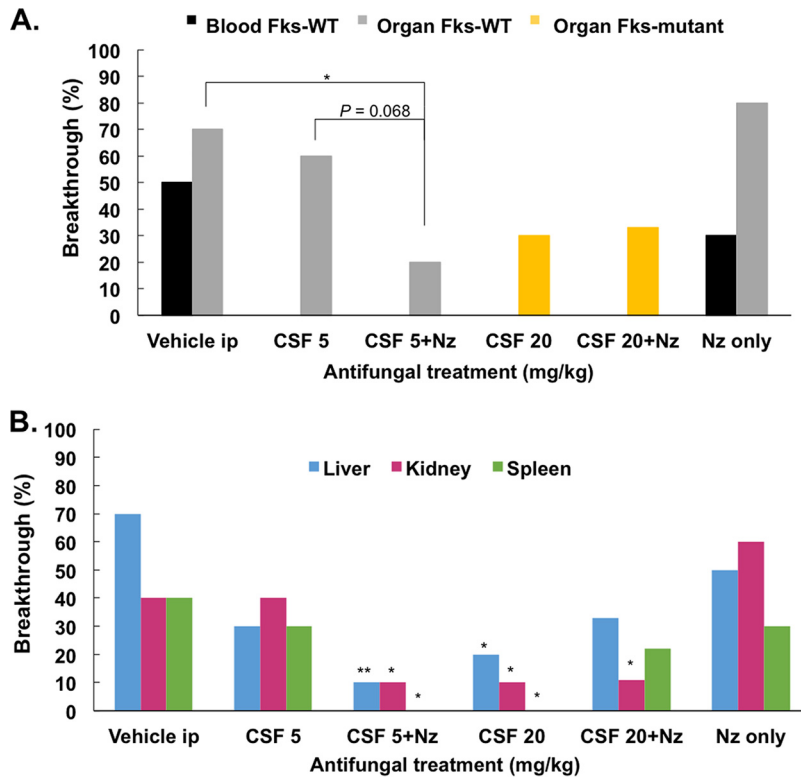 A.
Blood Fks-WT Organ Fks-WT Organ Fks-mutant
Breakthrough (%)
100
90
80
70
60
50
40
30
20
10
0
*
P = 0.068
Vehicle ip CSF 5 CSF 5+Nz CSF 20 CSF 20+Nz Nz only
Antifungal treatment (mg/kg)
B.
Liver Kidney Spleen
Breakthrough (%)
100
90
80
70
60
50
40
30
20
10
0
** * * * * * *
Vehicle ip CSF 5 CSF 5+Nz CSF 20 CSF 20+Nz Nz only
Antifungal treatment (mg/kg)